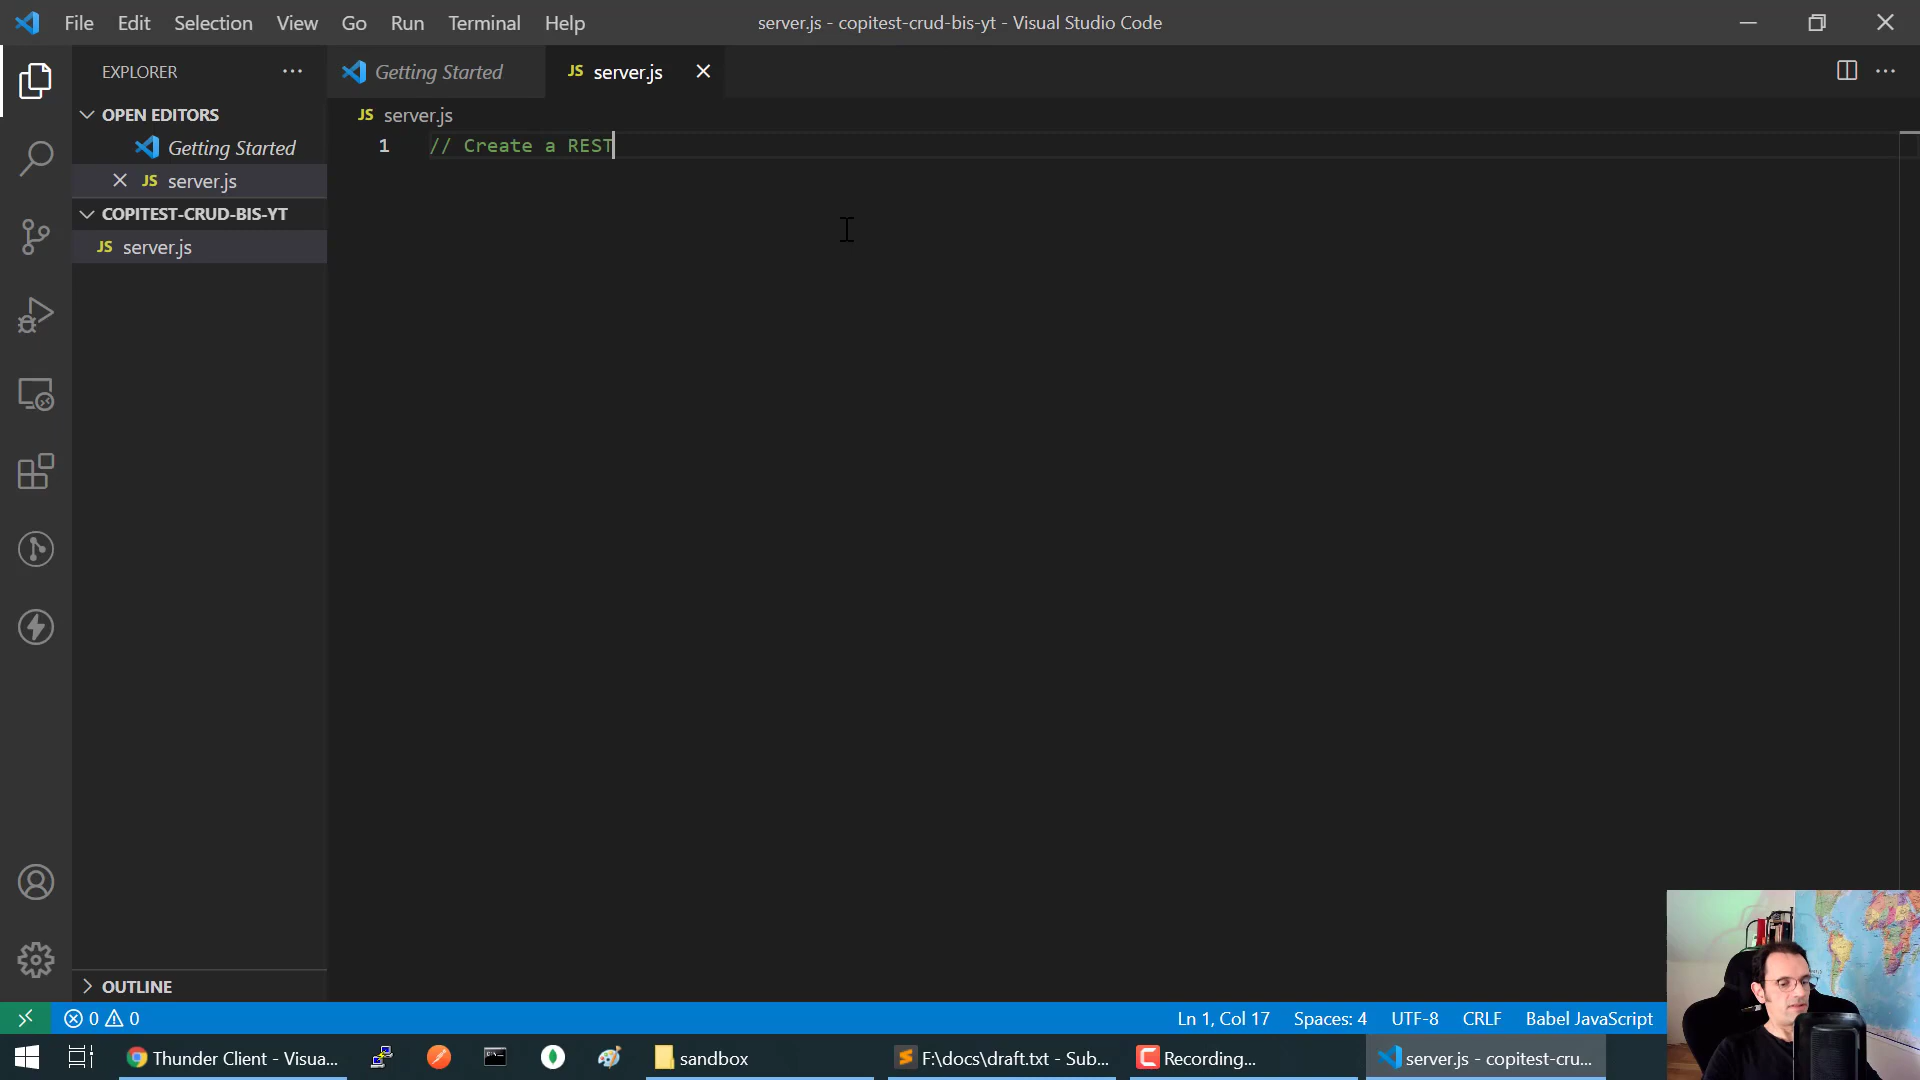 File Edit Selection View Go Run Terminal Help
server.js - copitest-crud-bis-yt - Visual Studio Code
EXPLORER
Getting Started
JS server.js
OPEN EDITORS
Getting Started
JS server.js
COPITEST-CRUD-BIS-YT
JS server.js
OUTLINE
JS server.js
1 // Create a REST
0 0
Ln 1, Col 17 Spaces: 4 UTF-8 CRLF Babel JavaScript
Thunder Client - Visua...
sandbox
F:\docs\draft.txt - Sub...
Recording...
server.js - copitest-cru...